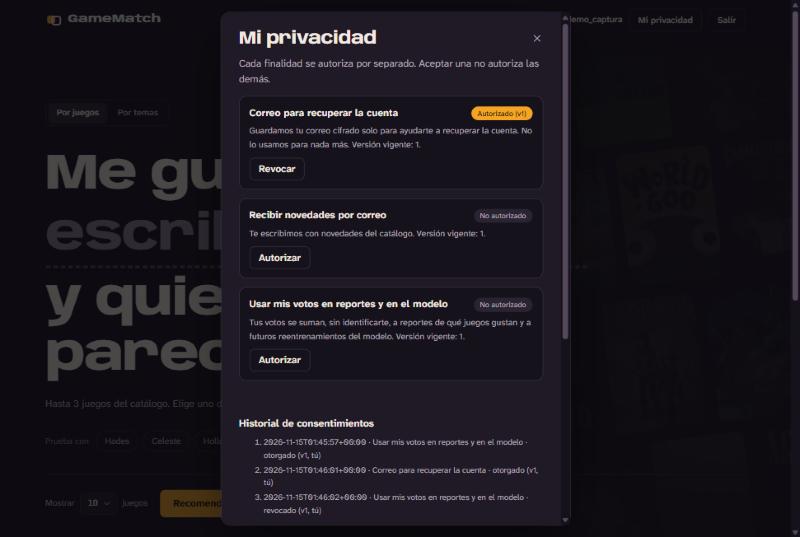 GameMatch
demo_captura
Mi privacidad
Salir
Por juegos
Por temas
Me gu
escril
y quie
parec
Hasta 3 juegos del catálogo. Elige uno d
Prueba con
Hades
Celeste
Holl
Mostrar
10
juegos
Recomend
WORLD
GOO
Mi privacidad
×
Cada finalidad se autoriza por separado. Aceptar una no autoriza las
demás.
Correo para recuperar la cuenta
Autorizado (v1)
Guardamos tu correo cifrado solo para ayudarte a recuperar la cuenta. No
lo usamos para nada más. Versión vigente: 1.
Revocar
Recibir novedades por correo
No autorizado
Te escribimos con novedades del catálogo. Versión vigente: 1.
Autorizar
Usar mis votos en reportes y en el modelo
No autorizado
Tus votos se suman, sin identificarte, a reportes de qué juegos gustan y a
futuros reentrenamientos del modelo. Versión vigente: 1.
Autorizar
Historial de consentimientos
1. 2026-11-15T01:45:57+00:00 · Usar mis votos en reportes y en el modelo ·
otorgado (v1, tú)
2. 2026-11-15T01:46:01+00:00 · Correo para recuperar la cuenta · otorgado (v1,
tú)
3. 2026-11-15T01:46:02+00:00 · Usar mis votos en reportes y en el modelo ·
revocado (v1, tú)